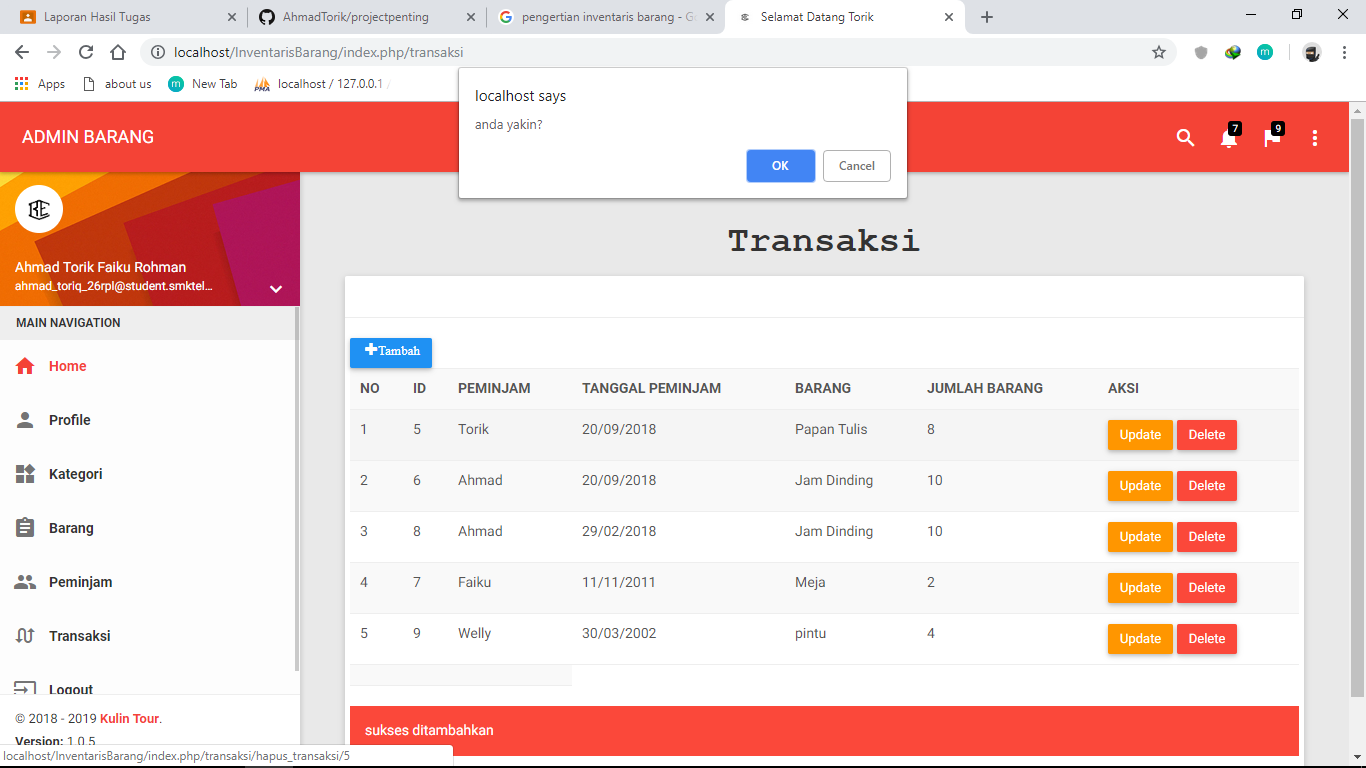 Laporan Hasil Tugas
AhmadTorik/projectpenting
pengertian inventaris barang - G
Selamat Datang Torik
localhost/InventarisBarang/index.php/transaksi
Apps
about us
New Tab
localhost / 127.0.0.1 /
localhost says
anda yakin?
OK
Cancel
ADMIN BARANG
7
9
Ahmad Torik Faiku Rohman
ahmad_toriq_26rpl@student.smktel...
MAIN NAVIGATION
Home
Profile
Kategori
Barang
Peminjam
Transaksi
Logout
© 2018 - 2019 Kulin Tour.
Version: 1.0.5
Transaksi
Tambah
NO ID PEMINJAM TANGGAL PEMINJAM BARANG JUMLAH BARANG AKSI
1 5 Torik 20/09/2018 Papan Tulis 8 Update Delete
2 6 Ahmad 20/09/2018 Jam Dinding 10 Update Delete
3 8 Ahmad 29/02/2018 Jam Dinding 10 Update Delete
4 7 Faiku 11/11/2011 Meja 2 Update Delete
5 9 Welly 30/03/2002 pintu 4 Update Delete
sukses ditambahkan
localhost/InventarisBarang/index.php/transaksi/hapus_transaksi/5